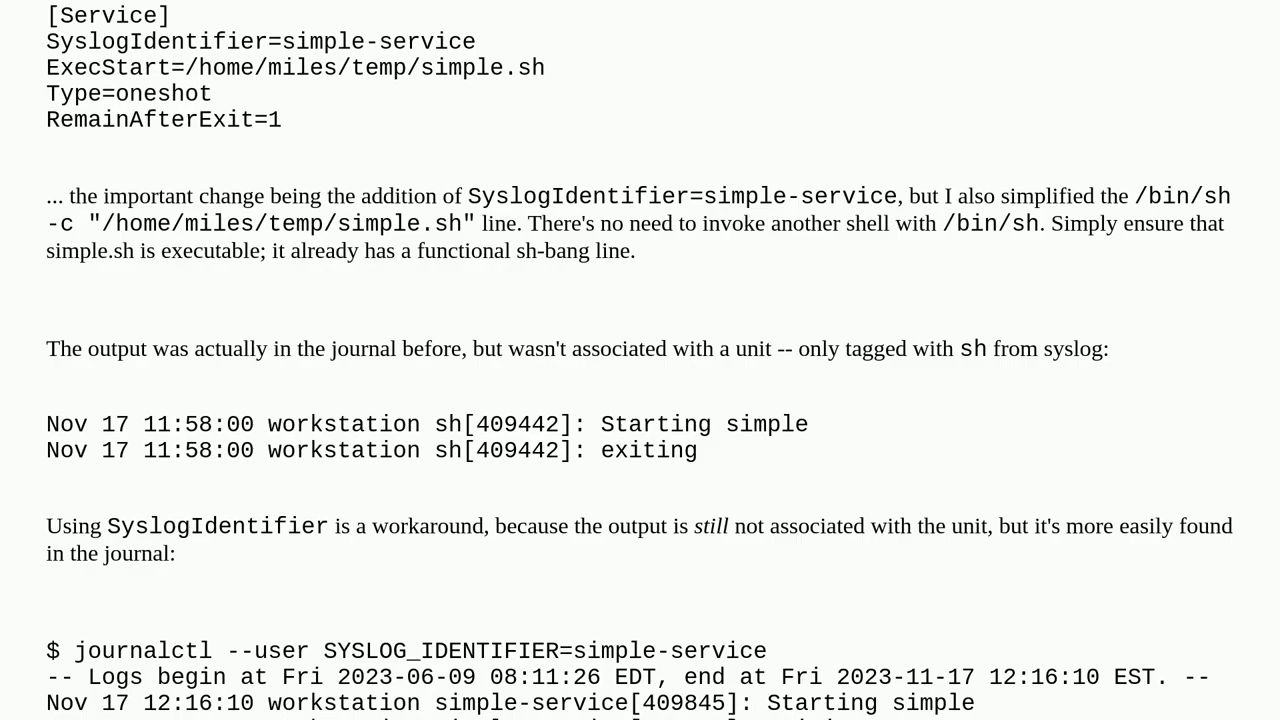 [Service]
SyslogIdentifier=simple-service
ExecStart=/home/miles/temp/simple.sh
Type=oneshot
RemainAfterExit=1
... the important change being the addition of SyslogIdentifier=simple-service, but I also simplified the /bin/sh
-c "/home/miles/temp/simple.sh" line. There's no need to invoke another shell with /bin/sh. Simply ensure that
simple.sh is executable; it already has a functional sh-bang line.
The output was actually in the journal before, but wasn't associated with a unit -- only tagged with sh from syslog:
Nov 17 11:58:00 workstation sh[409442]: Starting simple
Nov 17 11:58:00 workstation sh[409442]: exiting
Using SyslogIdentifier is a workaround, because the output is still not associated with the unit, but it's more easily found
in the journal:
$ journalctl --user SYSLOG_IDENTIFIER=simple-service
-- Logs begin at Fri 2023-06-09 08:11:26 EDT, end at Fri 2023-11-17 12:16:10 EST. --
Nov 17 12:16:10 workstation simple-service[409845]: Starting simple